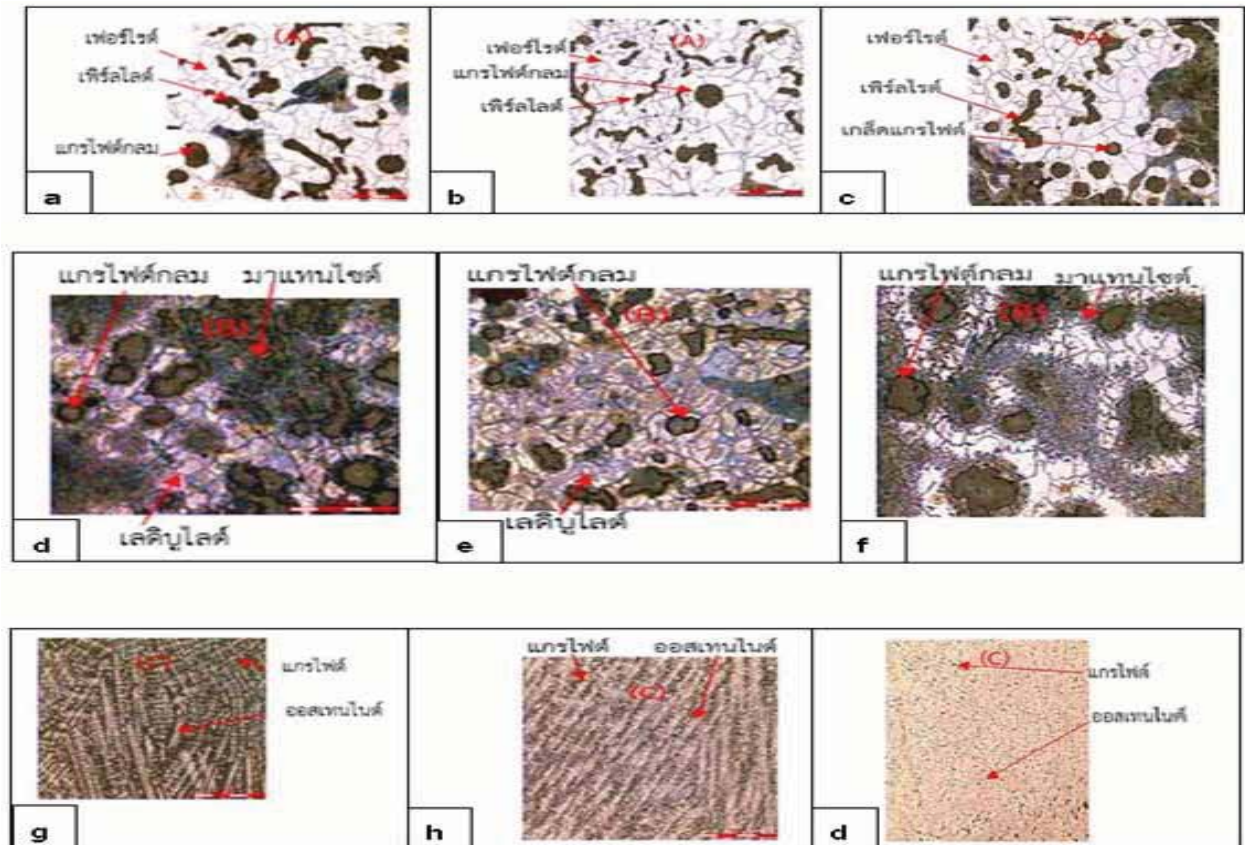 (A)
เฟอร์ไรต์
เพิร์ลไลต์
แกรไฟต์กลม
a
(A)
เฟอร์ไรต์
แกรไฟต์กลม
เพิร์ลไลต์
b
(A)
เฟอร์ไรต์
เพิร์ลไรต์
เกล็ดแกรไฟต์
c
แกรไฟต์กลม มาแทนไซต์
(B)
เลดิบูไลต์
d
แกรไฟต์กลม
(B)
เลดิบูไลต์
e
แกรไฟต์กลม มาแทนไซต์
(B)
f
แกรไฟต์
ออสเทนไนต์
g
แกรไฟต์ ออสเทนไนต์
(C)
h
(C)
แกรไฟต์
ออสเทนไนต์
d